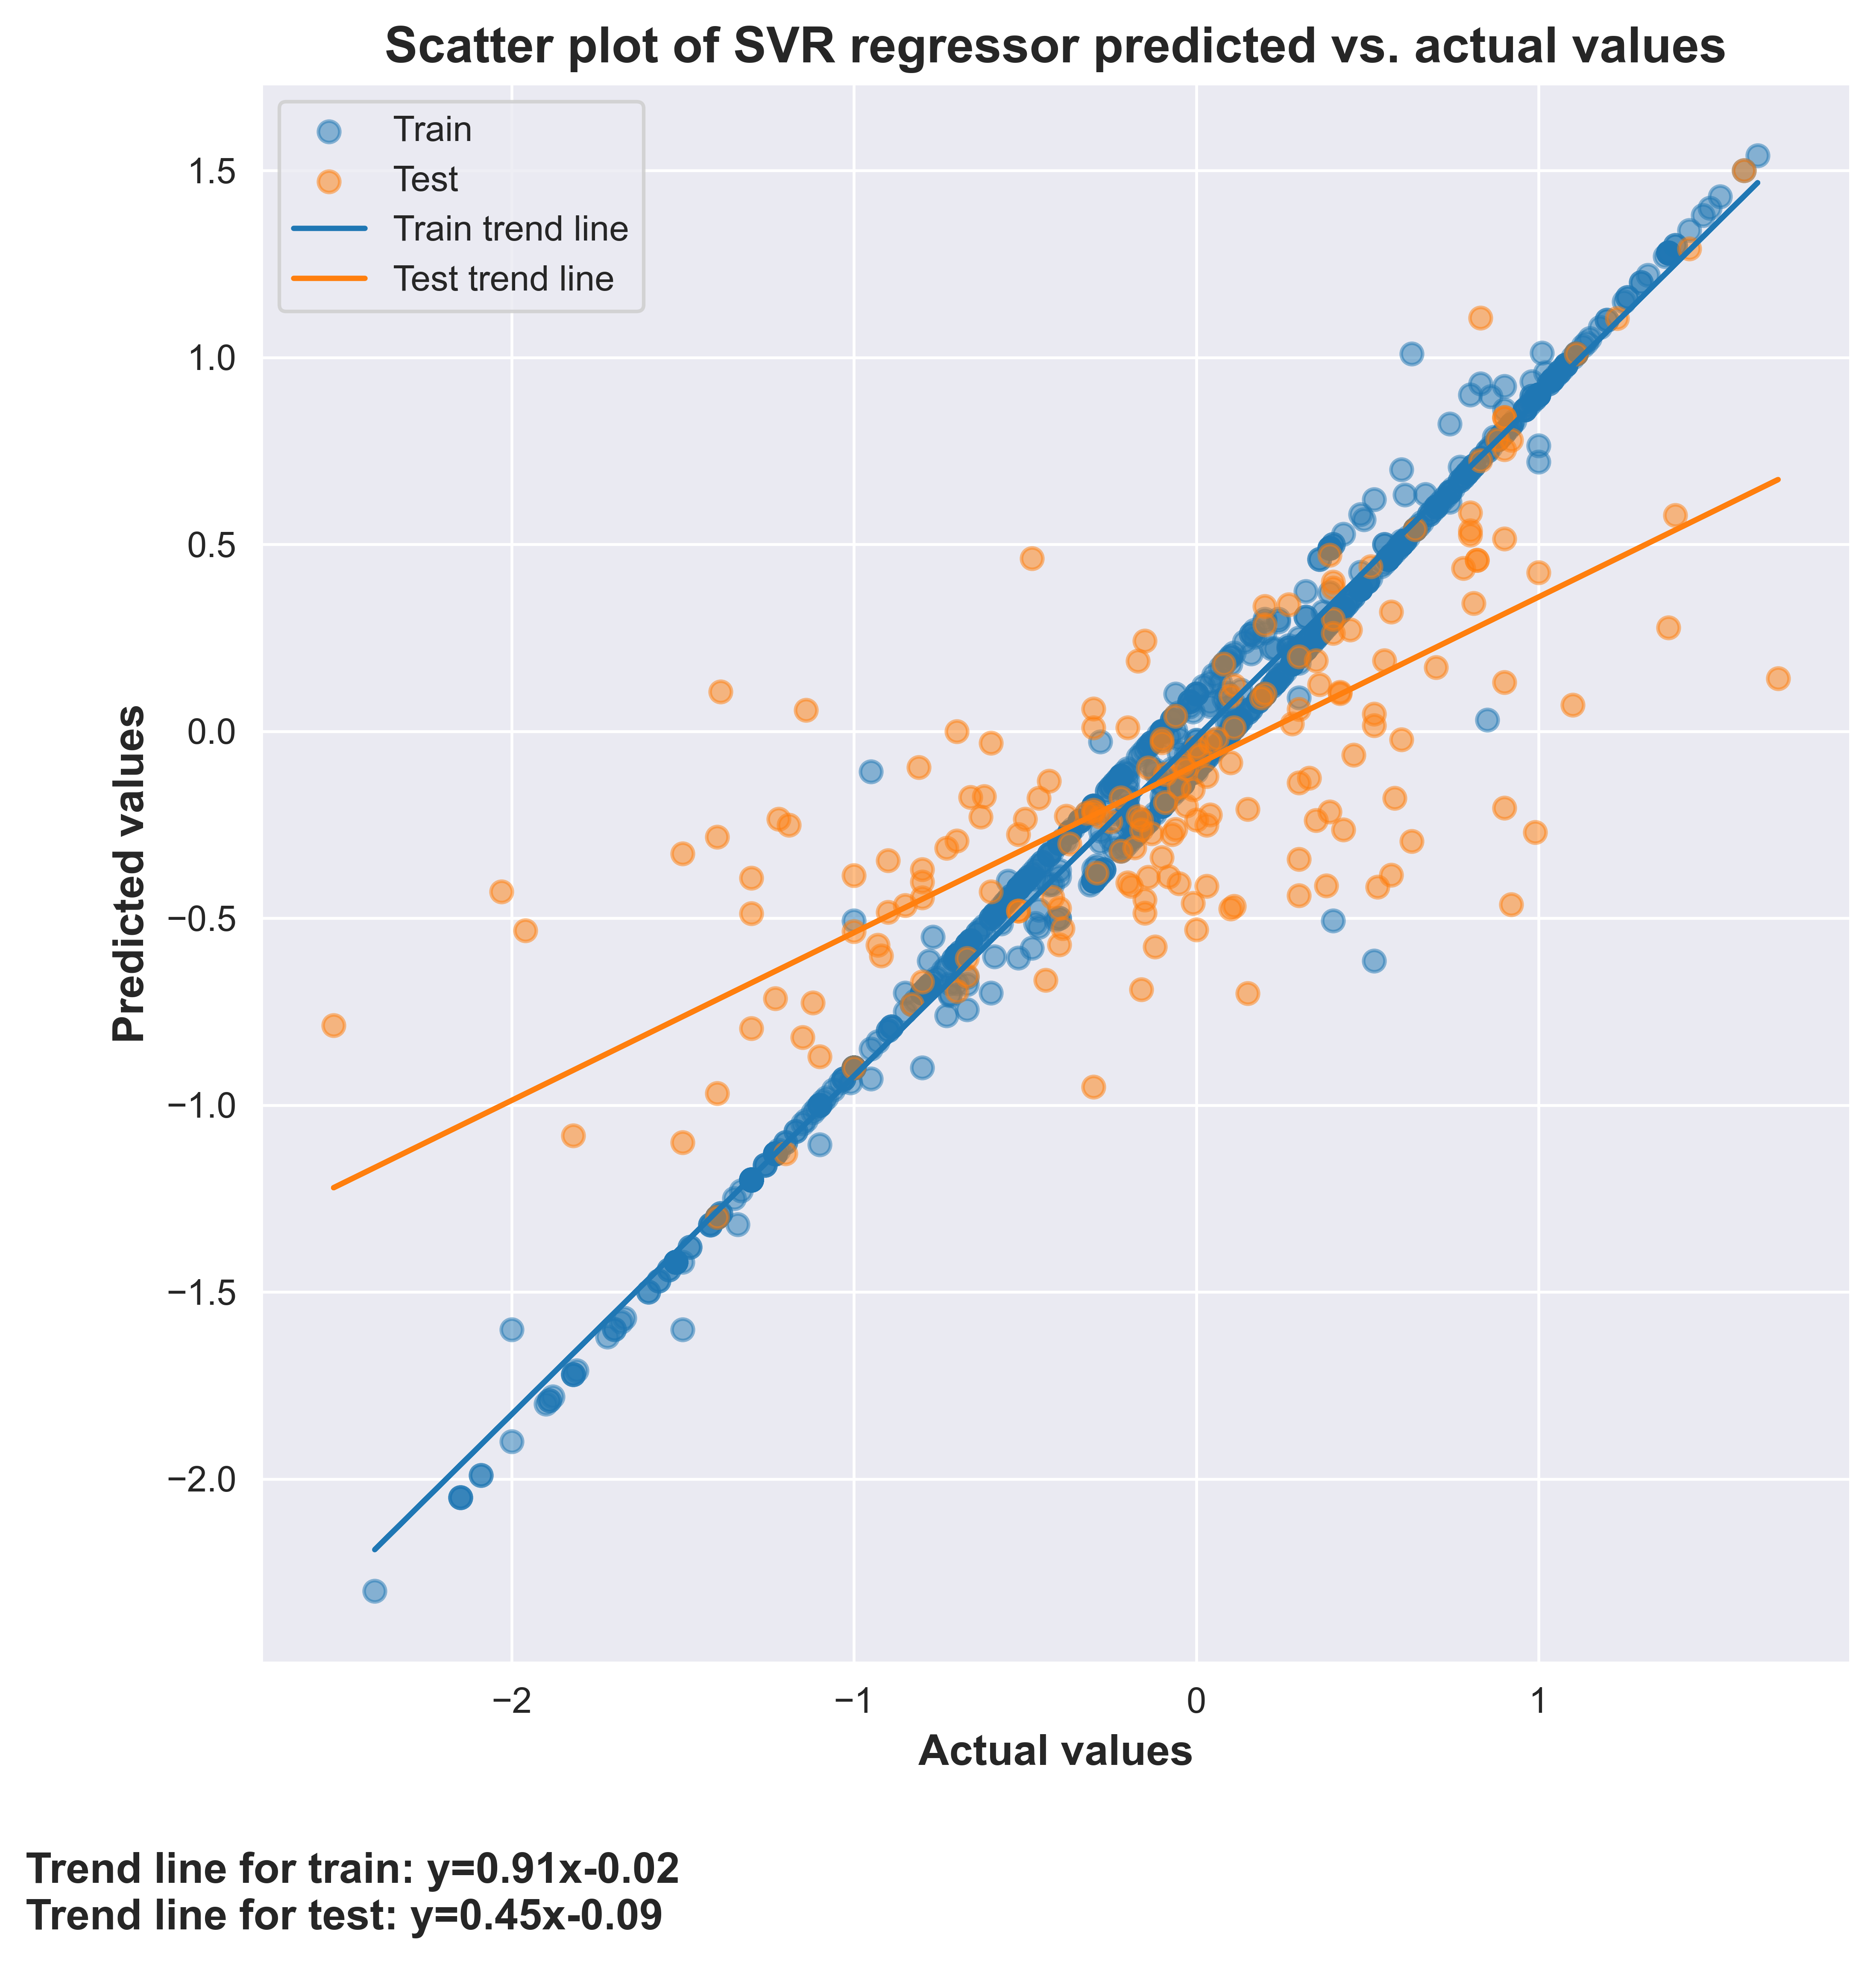 Scatter plot of SVR regressor predicted vs. actual values
Train
Test
Train trend line
Test trend line
1.5
1.0
0.5
0.0
−0.5
−1.0
−1.5
−2.0
Predicted values
−2
−1
0
1
Actual values
Trend line for train: y=0.91x-0.02
Trend line for test: y=0.45x-0.09